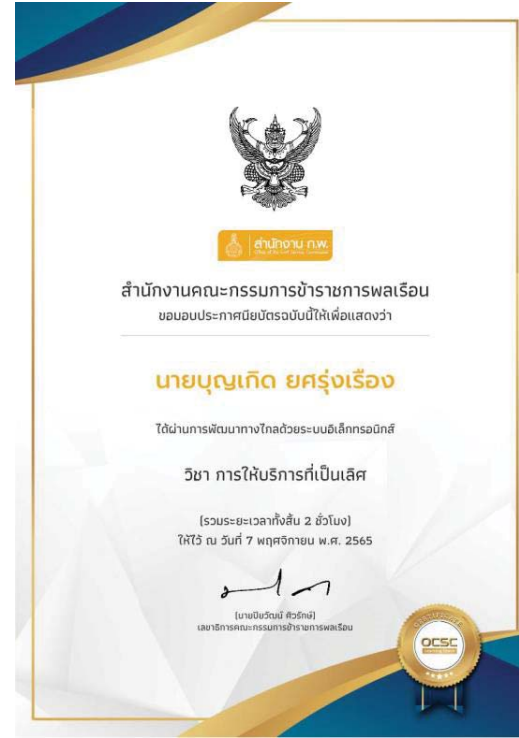 สำนักงาน ก.พ.
สำนักงานคณะกรรมการข้าราชการพลเรือน
ขอมอบประกาศนียบัตรฉบับนี้ให้เพื่อแสดงว่า
นายบุญเกิด ยศรุ่งเรือง
ได้ผ่านการพัฒนาทางไกลด้วยระบบอิเล็กทรอนิกส์
วิชา การให้บริการที่เป็นเลิศ
(รวมระยะเวลาทั้งสิ้น 2 ชั่วโมง)
ให้ไว้ ณ วันที่ 7 พฤศจิกายน พ.ศ. 2565
(นายปิยวัฒน์ ศิวรักษ์)
เลขาธิการคณะกรรมการข้าราชการพลเรือน
CERTIFICATE
OCSC